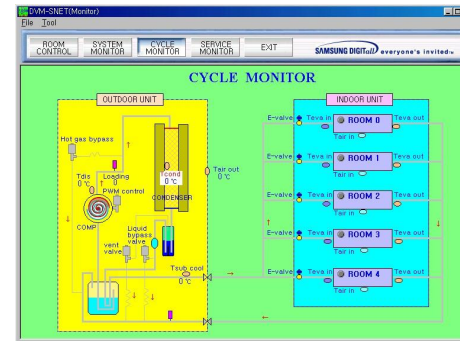 DVM-SNET(Monitor)
File Tool
ROOM CONTROL
SYSTEM MONITOR
CYCLE MONITOR
SERVICE MONITOR
EXIT
SAMSUNG DIGITall everyone's invited™
CYCLE MONITOR
OUTDOOR UNIT
INDOOR UNIT
Hot gas bypass
Tdis
0 ℃
Loading
0
PWM control
COMP
Tcond
0 ℃
CONDENSER
Tair out
0 ℃
Liquid
bypass
valve
vent
valve
Tsub cool
0 ℃
E-valve Teva in ROOM 0 Teva out
Tair in
E-valve Teva in ROOM 1 Teva out
Tair in
E-valve Teva in ROOM 2 Teva out
Tair in
E-valve Teva in ROOM 3 Teva out
Tair in
E-valve Teva in ROOM 4 Teva out
Tair in